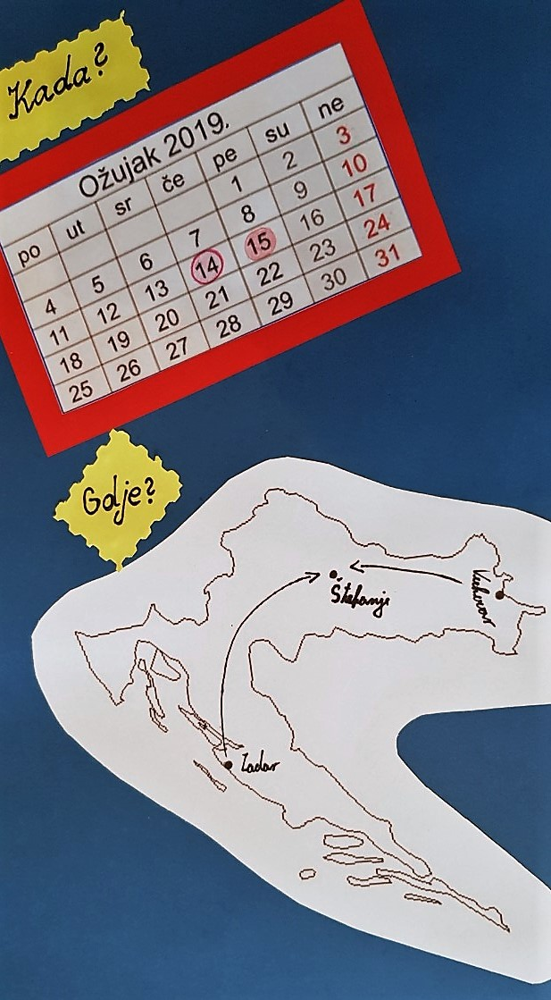 Kada?
Ožujak 2019.
po ut sr če pe su ne
1 2 3
4 5 6 7 8 9 10
11 12 13 14 15 16 17
18 19 20 21 22 23 24
25 26 27 28 29 30 31
Gdje?
Štefanje
Vukovar
Zadar